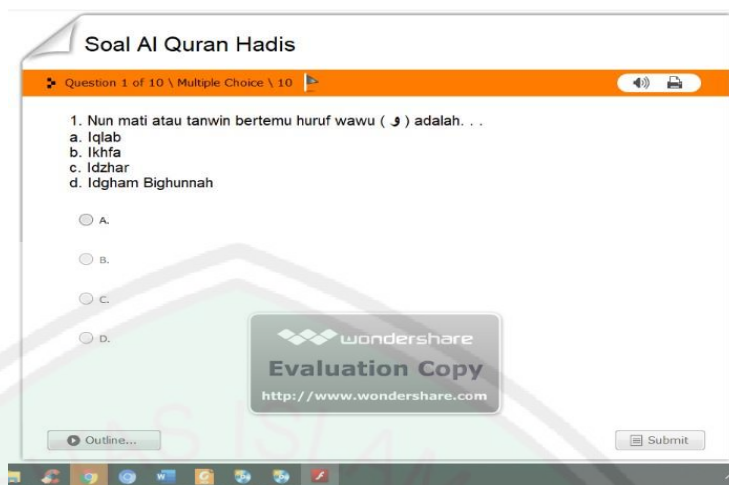 Soal Al Quran Hadis
Question 1 of 10 \ Multiple Choice \ 10
1. Nun mati atau tanwin bertemu huruf wawu ( و ) adalah. . .
a. Iqlab
b. Ikhfa
c. Idzhar
d. Idgham Bighunnah
A.
B.
C.
D.
wondershare
Evaluation Copy
http://www.wondershare.com
Outline...
Submit